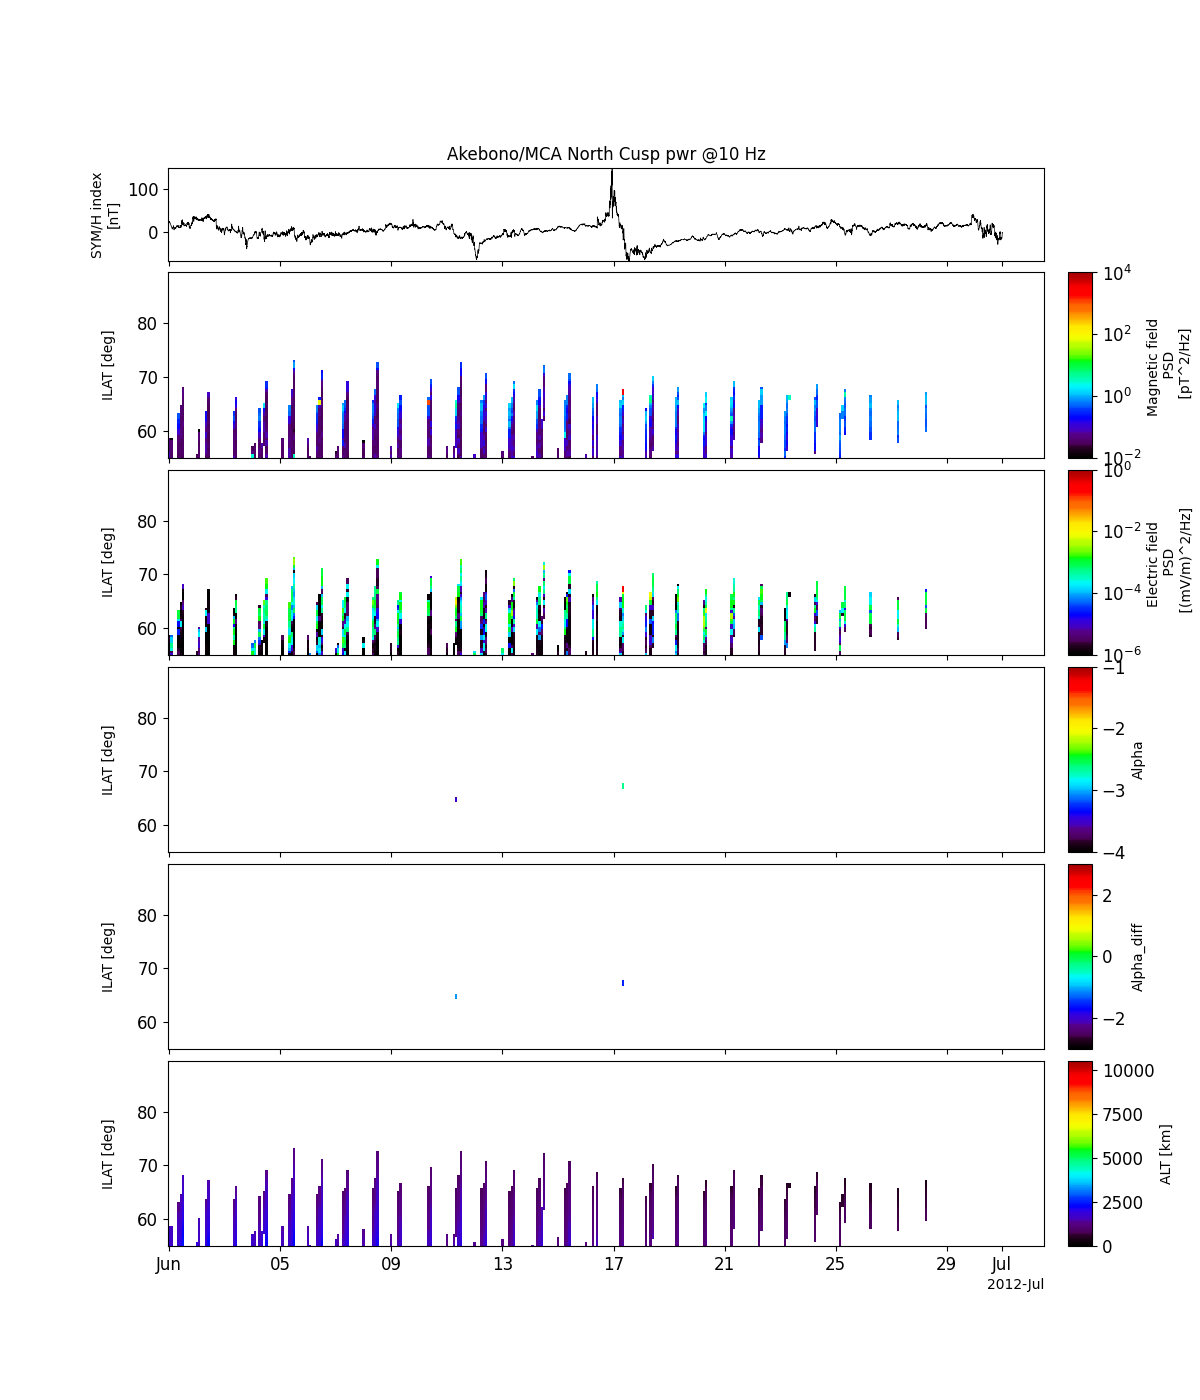 Akebono/MCA North Cusp pwr @10 Hz
SYM/H index
[nT]
100
0
ILAT [deg]
80
70
60
10^4
10^2
10^0
10^-2
Magnetic field
PSD
[pT^2/Hz]
ILAT [deg]
80
70
60
10^0
10^-2
10^-4
10^-6
Electric field
PSD
[(mV/m)^2/Hz]
ILAT [deg]
80
70
60
−1
−2
−3
−4
Alpha
ILAT [deg]
80
70
60
2
0
−2
Alpha_diff
ILAT [deg]
80
70
60
10000
7500
5000
2500
0
ALT [km]
Jun 05 09 13 17 21 25 29 Jul
2012-Jul